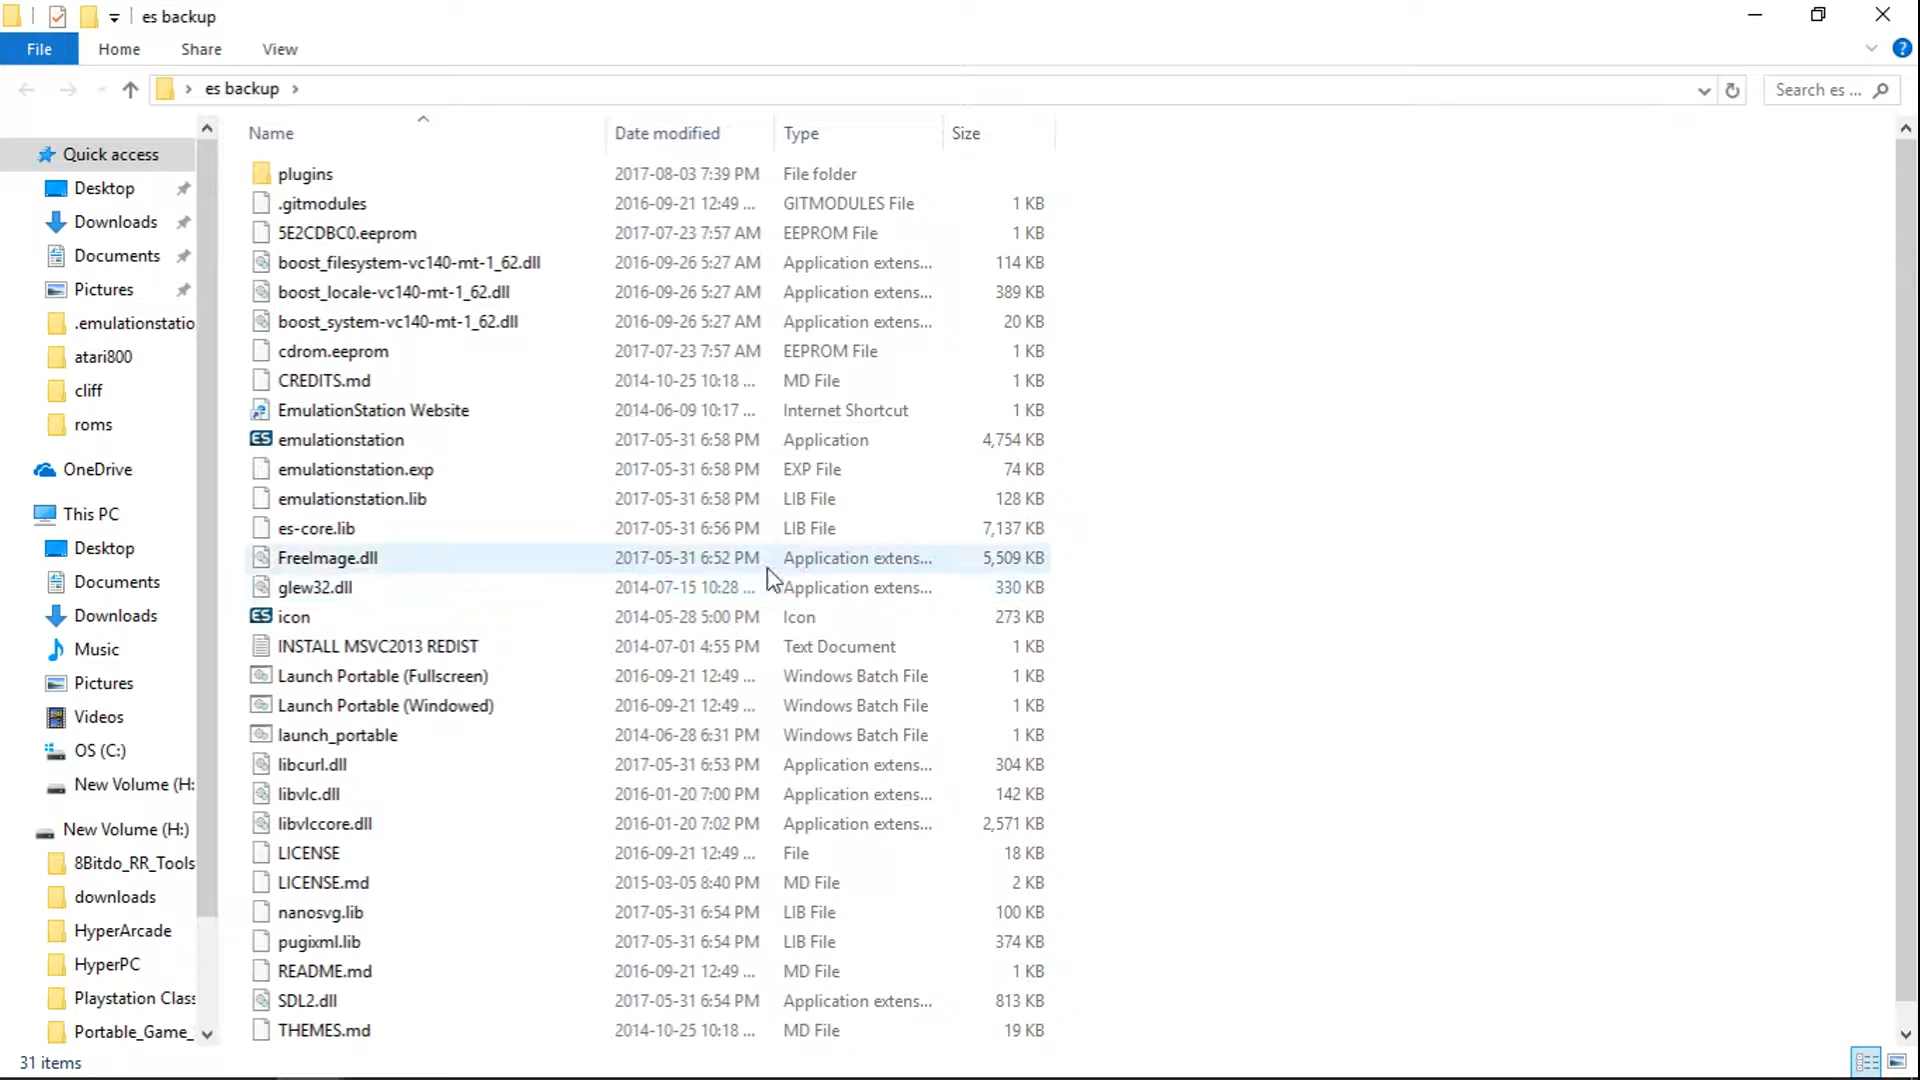 es backup
File Home Share View
es backup
Search es ...
Name Date modified Type Size
Quick access
Desktop
Downloads
Documents
Pictures
.emulationstatio
atari800
cliff
roms
OneDrive
This PC
Desktop
Documents
Downloads
Music
Pictures
Videos
OS (C:)
New Volume (H:
New Volume (H:)
8Bitdo_RR_Tools
downloads
HyperArcade
HyperPC
Playstation Class
Portable_Game_
plugins 2017-08-03 7:39 PM File folder
.gitmodules 2016-09-21 12:49 ... GITMODULES File 1 KB
5E2CDBC0.eeprom 2017-07-23 7:57 AM EEPROM File 1 KB
boost_filesystem-vc140-mt-1_62.dll 2016-09-26 5:27 AM Application extens... 114 KB
boost_locale-vc140-mt-1_62.dll 2016-09-26 5:27 AM Application extens... 389 KB
boost_system-vc140-mt-1_62.dll 2016-09-26 5:27 AM Application extens... 20 KB
cdrom.eeprom 2017-07-23 7:57 AM EEPROM File 1 KB
CREDITS.md 2014-10-25 10:18 ... MD File 1 KB
EmulationStation Website 2014-06-09 10:17 ... Internet Shortcut 1 KB
ES emulationstation 2017-05-31 6:58 PM Application 4,754 KB
emulationstation.exp 2017-05-31 6:58 PM EXP File 74 KB
emulationstation.lib 2017-05-31 6:58 PM LIB File 128 KB
es-core.lib 2017-05-31 6:56 PM LIB File 7,137 KB
FreeImage.dll 2017-05-31 6:52 PM Application extens... 5,509 KB
glew32.dll 2014-07-15 10:28 ... Application extens... 330 KB
ES icon 2014-05-28 5:00 PM Icon 273 KB
INSTALL MSVC2013 REDIST 2014-07-01 4:55 PM Text Document 1 KB
Launch Portable (Fullscreen) 2016-09-21 12:49 ... Windows Batch File 1 KB
Launch Portable (Windowed) 2016-09-21 12:49 ... Windows Batch File 1 KB
launch_portable 2014-06-28 6:31 PM Windows Batch File 1 KB
libcurl.dll 2017-05-31 6:53 PM Application extens... 304 KB
libvlc.dll 2016-01-20 7:00 PM Application extens... 142 KB
libvlccore.dll 2016-01-20 7:02 PM Application extens... 2,571 KB
LICENSE 2016-09-21 12:49 ... File 18 KB
LICENSE.md 2015-03-05 8:40 PM MD File 2 KB
nanosvg.lib 2017-05-31 6:54 PM LIB File 100 KB
pugixml.lib 2017-05-31 6:54 PM LIB File 374 KB
README.md 2016-09-21 12:49 ... MD File 1 KB
SDL2.dll 2017-05-31 6:54 PM Application extens... 813 KB
THEMES.md 2014-10-25 10:18 ... MD File 19 KB
31 items